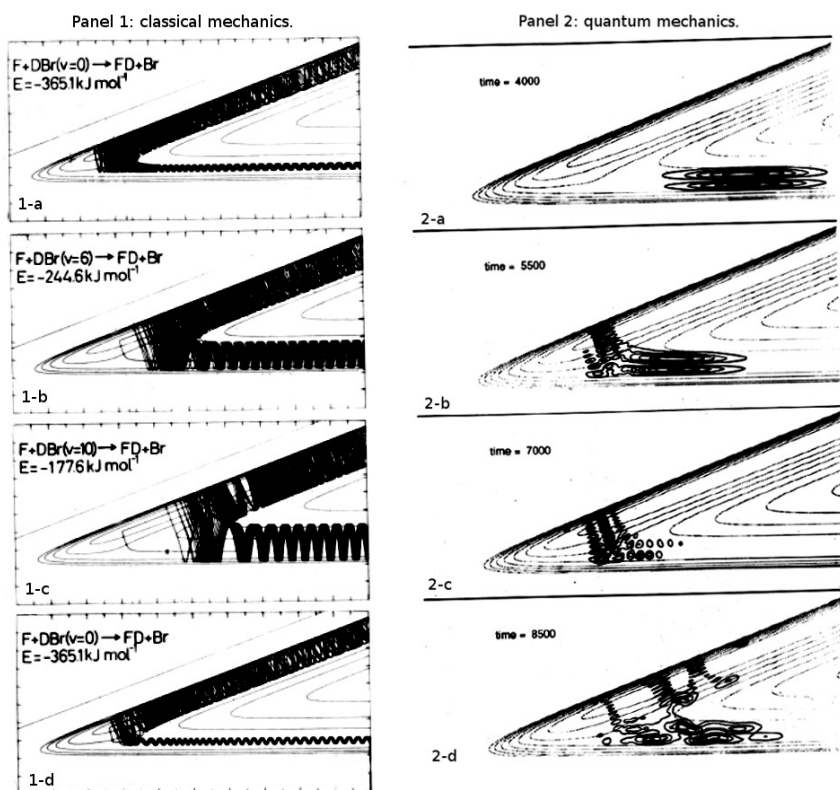 Panel 1: classical mechanics.
F+DBr(v=0)→FD+Br
E=-365.1kJ mol⁻¹
1-a
F+DBr(v=6)→FD+Br
E=-244.6kJ mol⁻¹
1-b
F+DBr(v=10)→FD+Br
E=-177.6kJ mol⁻¹
1-c
F+DBr(v=0)→FD+Br
E=-365.1kJ mol⁻¹
1-d
Panel 2: quantum mechanics.
time = 4000
2-a
time = 5500
2-b
time = 7000
2-c
time = 8500
2-d